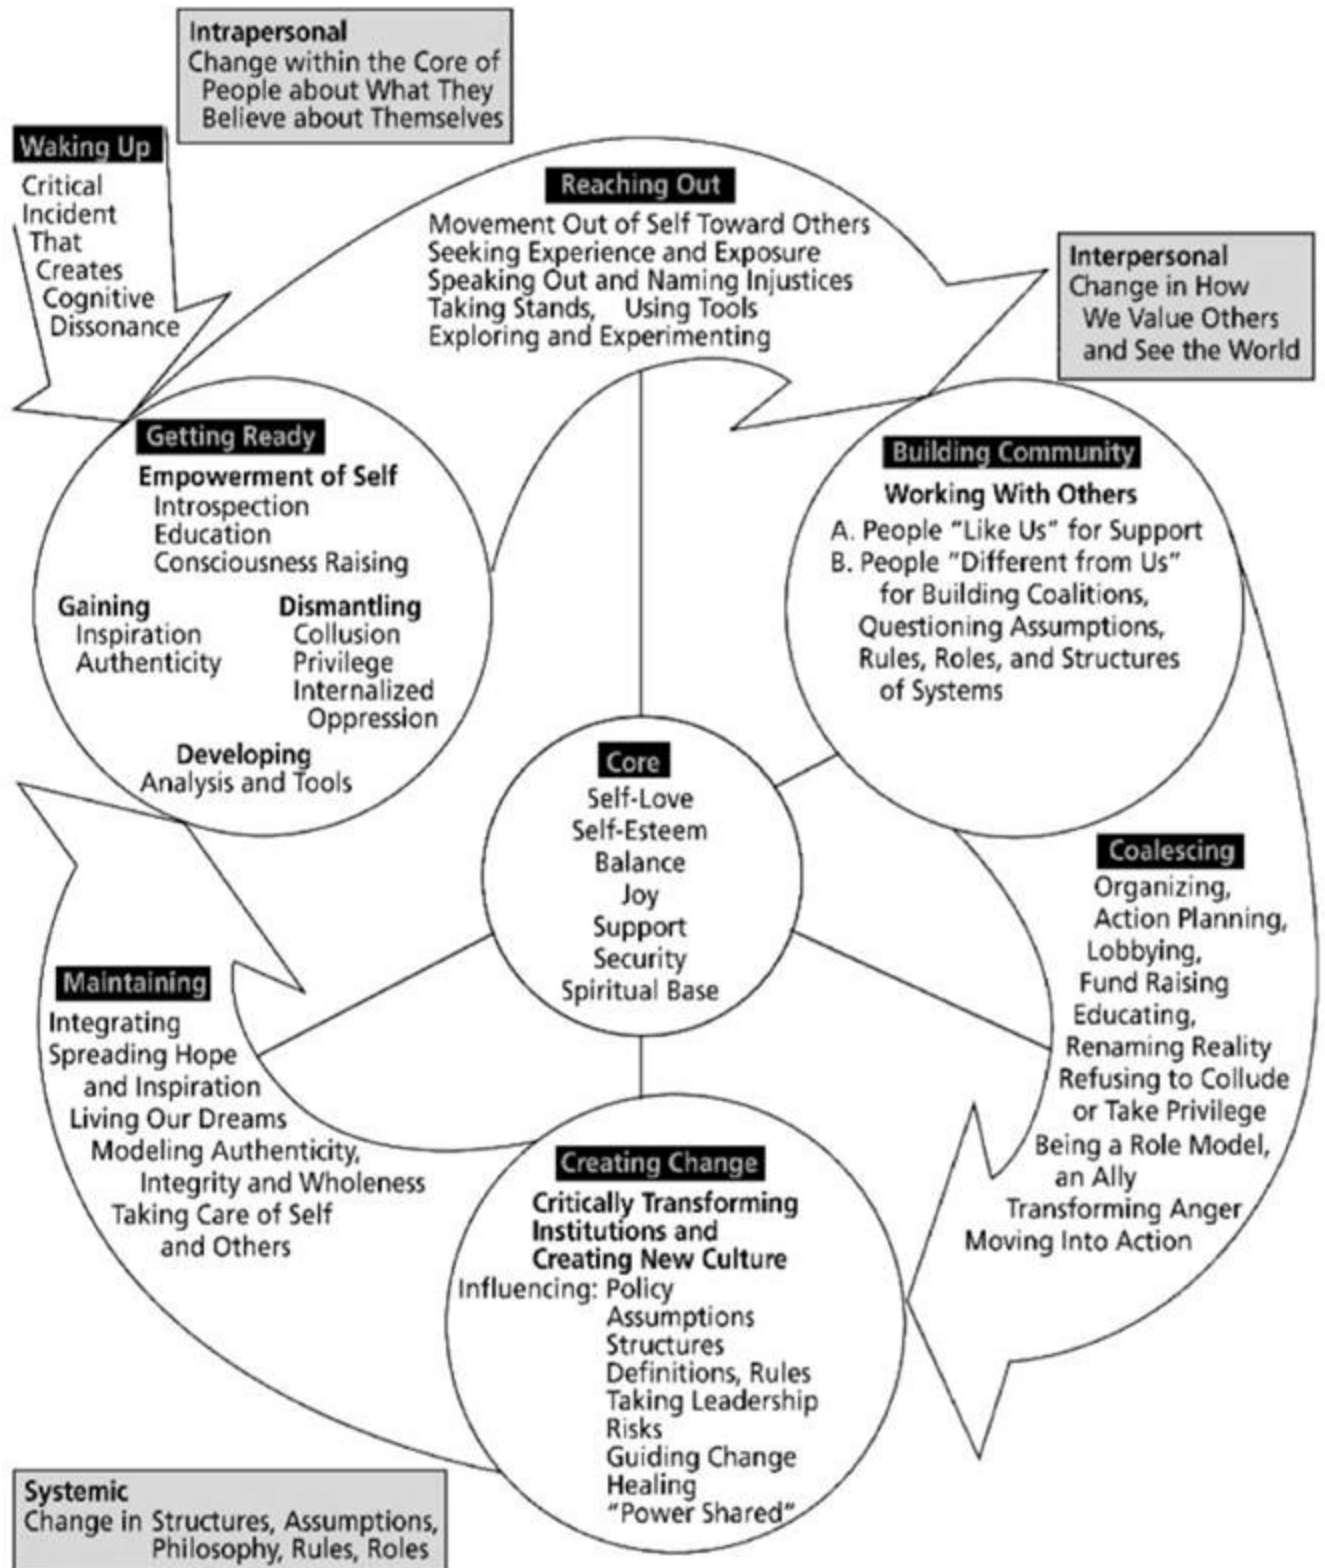 Intrapersonal
Change within the Core of
People about What They
Believe about Themselves
Waking Up
Critical
Incident
That
Creates
Cognitive
Dissonance
Reaching Out
Movement Out of Self Toward Others
Seeking Experience and Exposure
Speaking Out and Naming Injustices
Taking Stands, Using Tools
Exploring and Experimenting
Interpersonal
Change in How
We Value Others
and See the World
Getting Ready
Empowerment of Self
Introspection
Education
Consciousness Raising
Gaining
Inspiration
Authenticity
Dismantling
Collusion
Privilege
Internalized
Oppression
Developing
Analysis and Tools
Building Community
Working With Others
A. People “Like Us” for Support
B. People “Different from Us”
for Building Coalitions,
Questioning Assumptions,
Rules, Roles, and Structures
of Systems
Core
Self-Love
Self-Esteem
Balance
Joy
Support
Security
Spiritual Base
Coalescing
Organizing,
Action Planning,
Lobbying,
Fund Raising
Educating,
Renaming Reality
Refusing to Collude
or Take Privilege
Being a Role Model,
an Ally
Transforming Anger
Moving Into Action
Maintaining
Integrating
Spreading Hope
and Inspiration
Living Our Dreams
Modeling Authenticity,
Integrity and Wholeness
Taking Care of Self
and Others
Creating Change
Critically Transforming
Institutions and
Creating New Culture
Influencing: Policy
Assumptions
Structures
Definitions, Rules
Taking Leadership
Risks
Guiding Change
Healing
“Power Shared”
Systemic
Change in Structures, Assumptions,
Philosophy, Rules, Roles